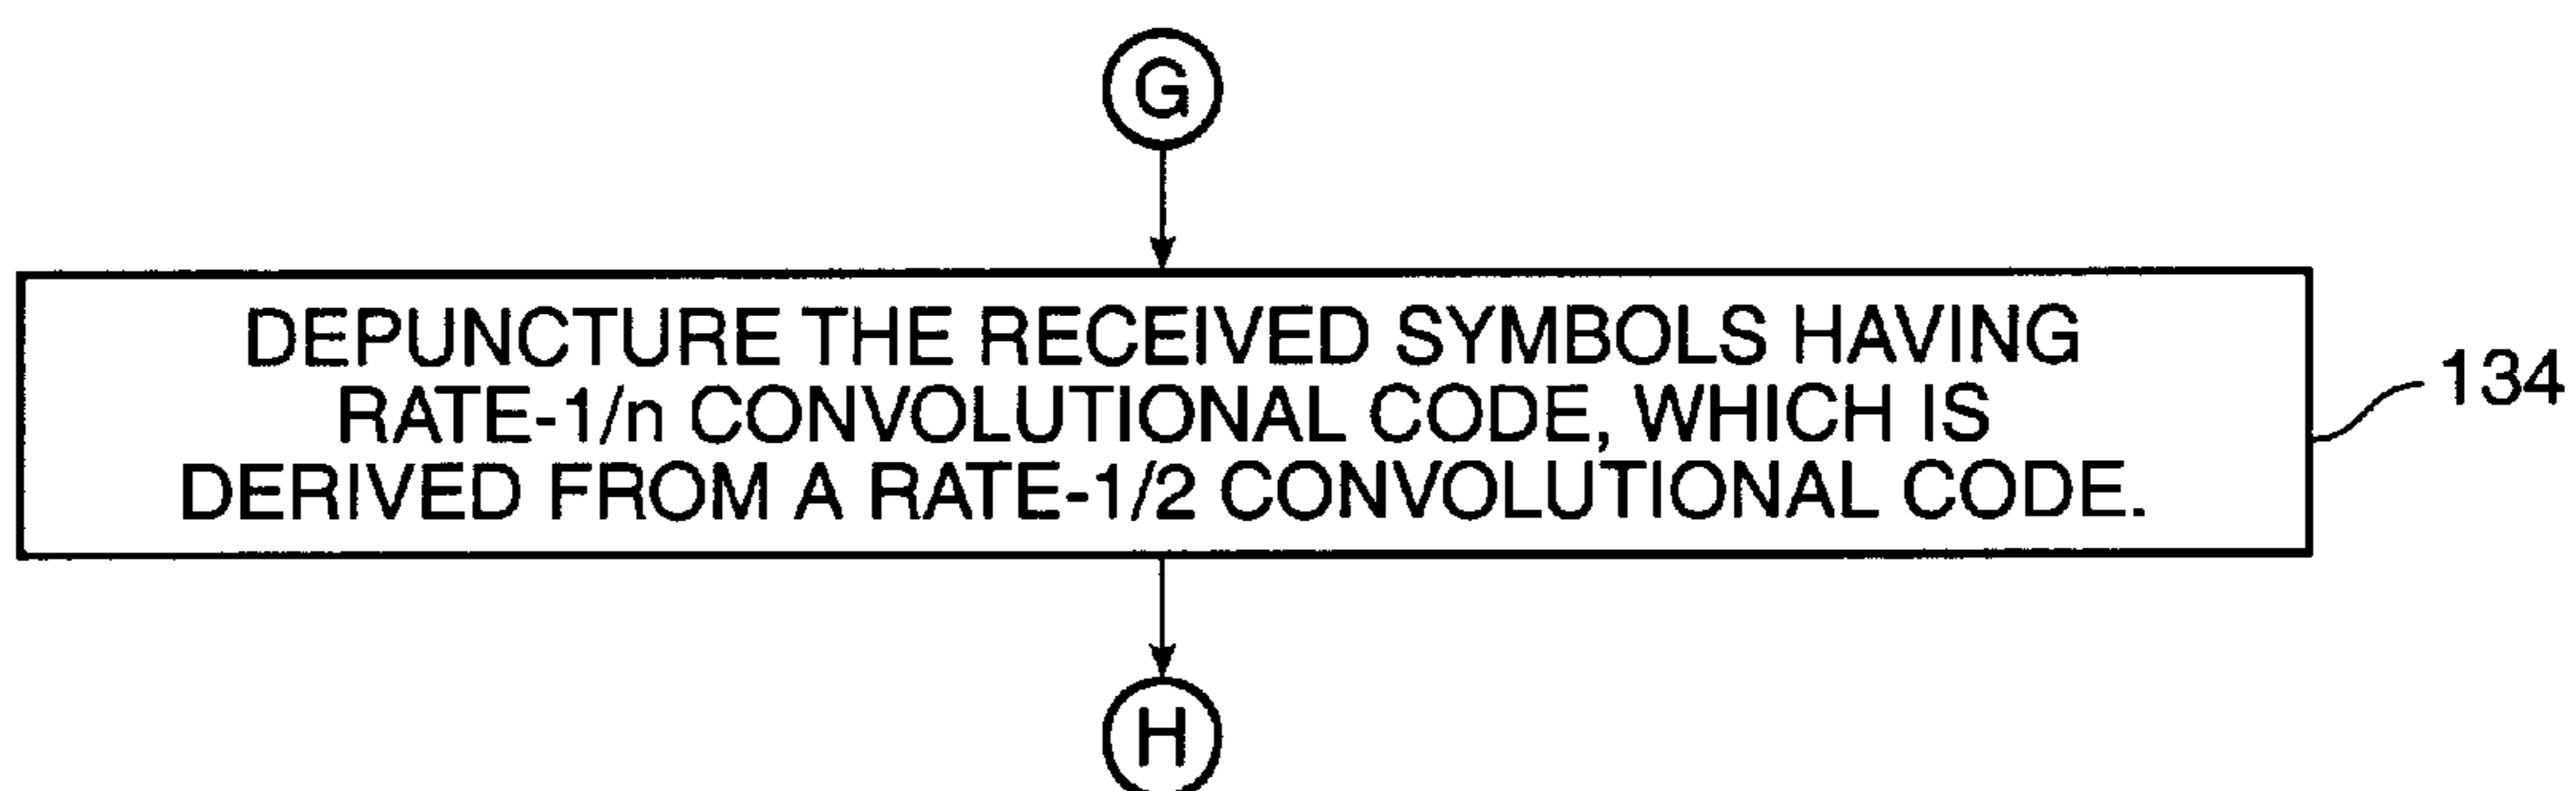 G
DEPUNCTURE THE RECEIVED SYMBOLS HAVING
RATE-1/n CONVOLUTIONAL CODE, WHICH IS
DERIVED FROM A RATE-1/2 CONVOLUTIONAL CODE.
134
H